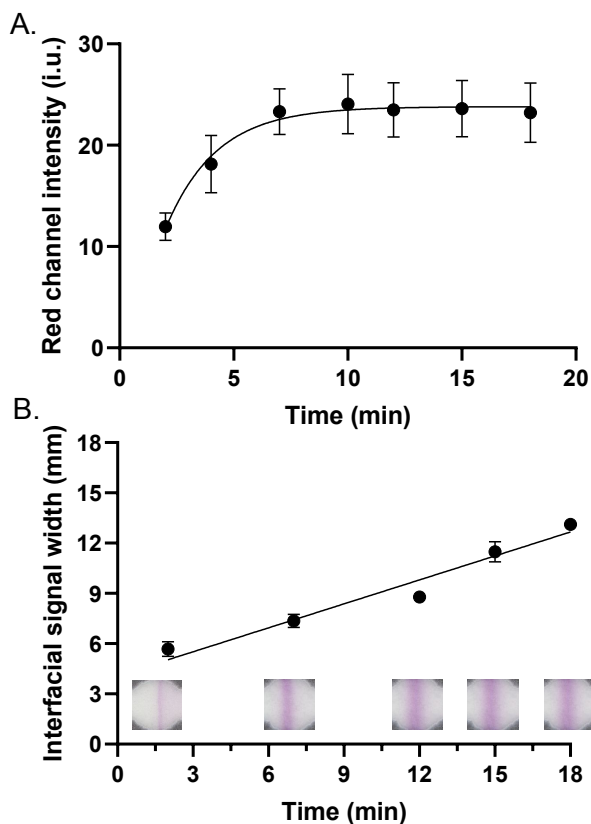 A.
Red channel intensity (i.u.)
30
20
10
0
0 5 10 15 20
Time (min)
B.
Interfacial signal width (mm)
18
15
12
9
6
3
0
0 3 6 9 12 15 18
Time (min)